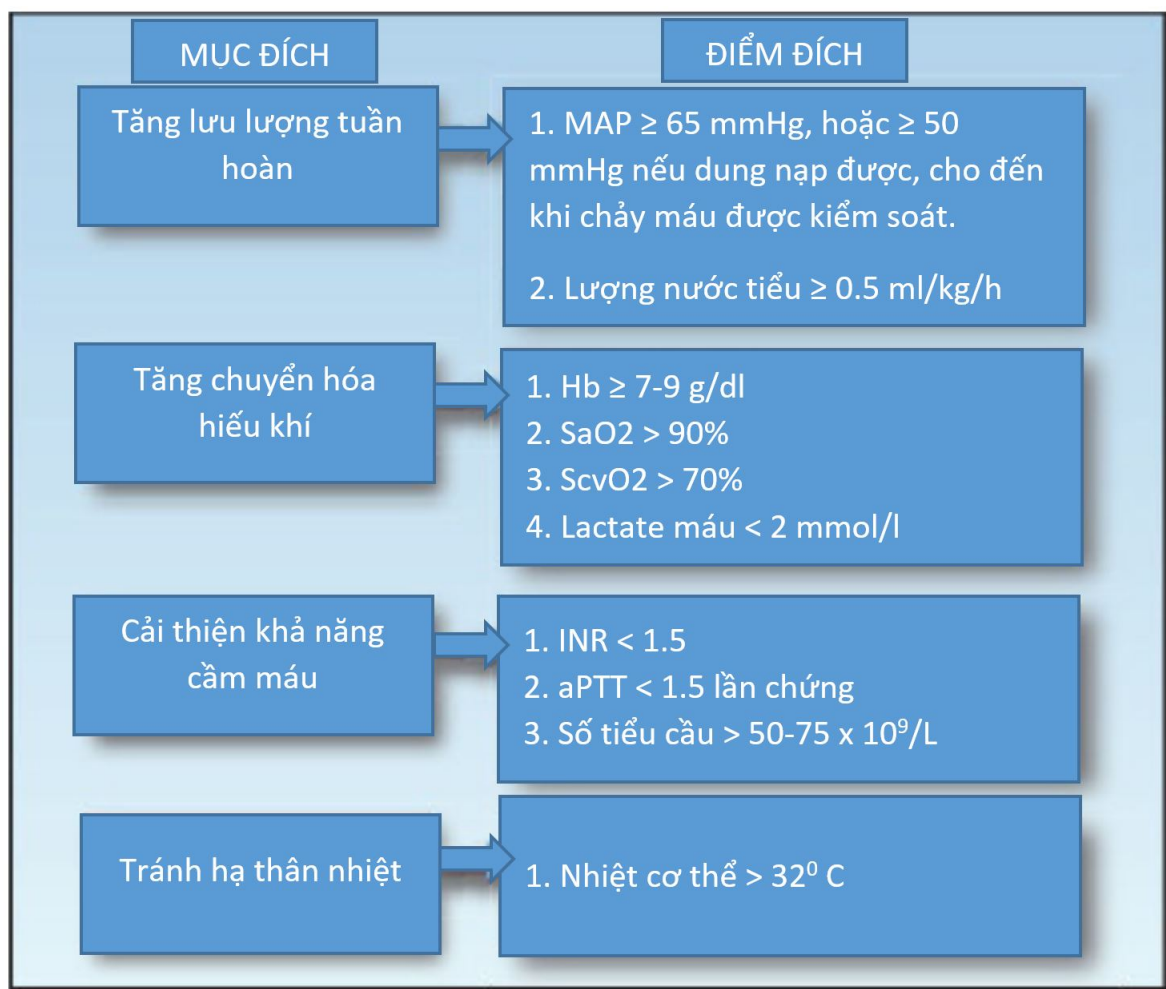 MỤC ĐÍCH
ĐIỂM ĐÍCH
Tăng lưu lượng tuần
hoàn
1. MAP ≥ 65 mmHg, hoặc ≥ 50
mmHg nếu dung nạp được, cho đến
khi chảy máu được kiểm soát.
2. Lượng nước tiểu ≥ 0.5 ml/kg/h
Tăng chuyển hóa
hiếu khí
1. Hb ≥ 7-9 g/dl
2. SaO2 > 90%
3. ScvO2 > 70%
4. Lactate máu < 2 mmol/l
Cải thiện khả năng
cầm máu
1. INR < 1.5
2. aPTT < 1.5 lần chứng
3. Số tiểu cầu > 50-75 x 10⁹/L
Tránh hạ thân nhiệt
1. Nhiệt cơ thể > 32⁰ C